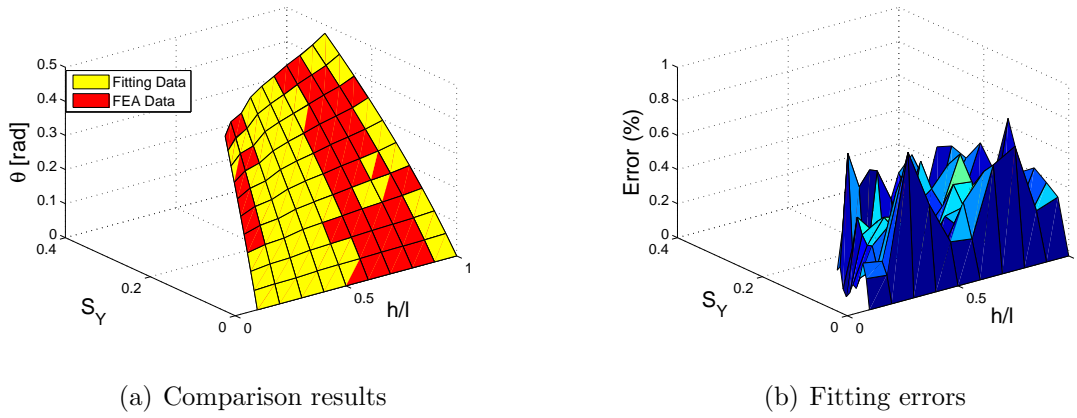 0.5
0.4
0.3
0.2
0.1
0
θ [rad]
Fitting Data
FEA Data
0.4
0.2
0
S_Y
0
0.5
1
h/l
(a) Comparison results
1
0.8
0.6
0.4
0.2
0
Error (%)
0.4
0.2
0
S_Y
0
0.5
h/l
(b) Fitting errors